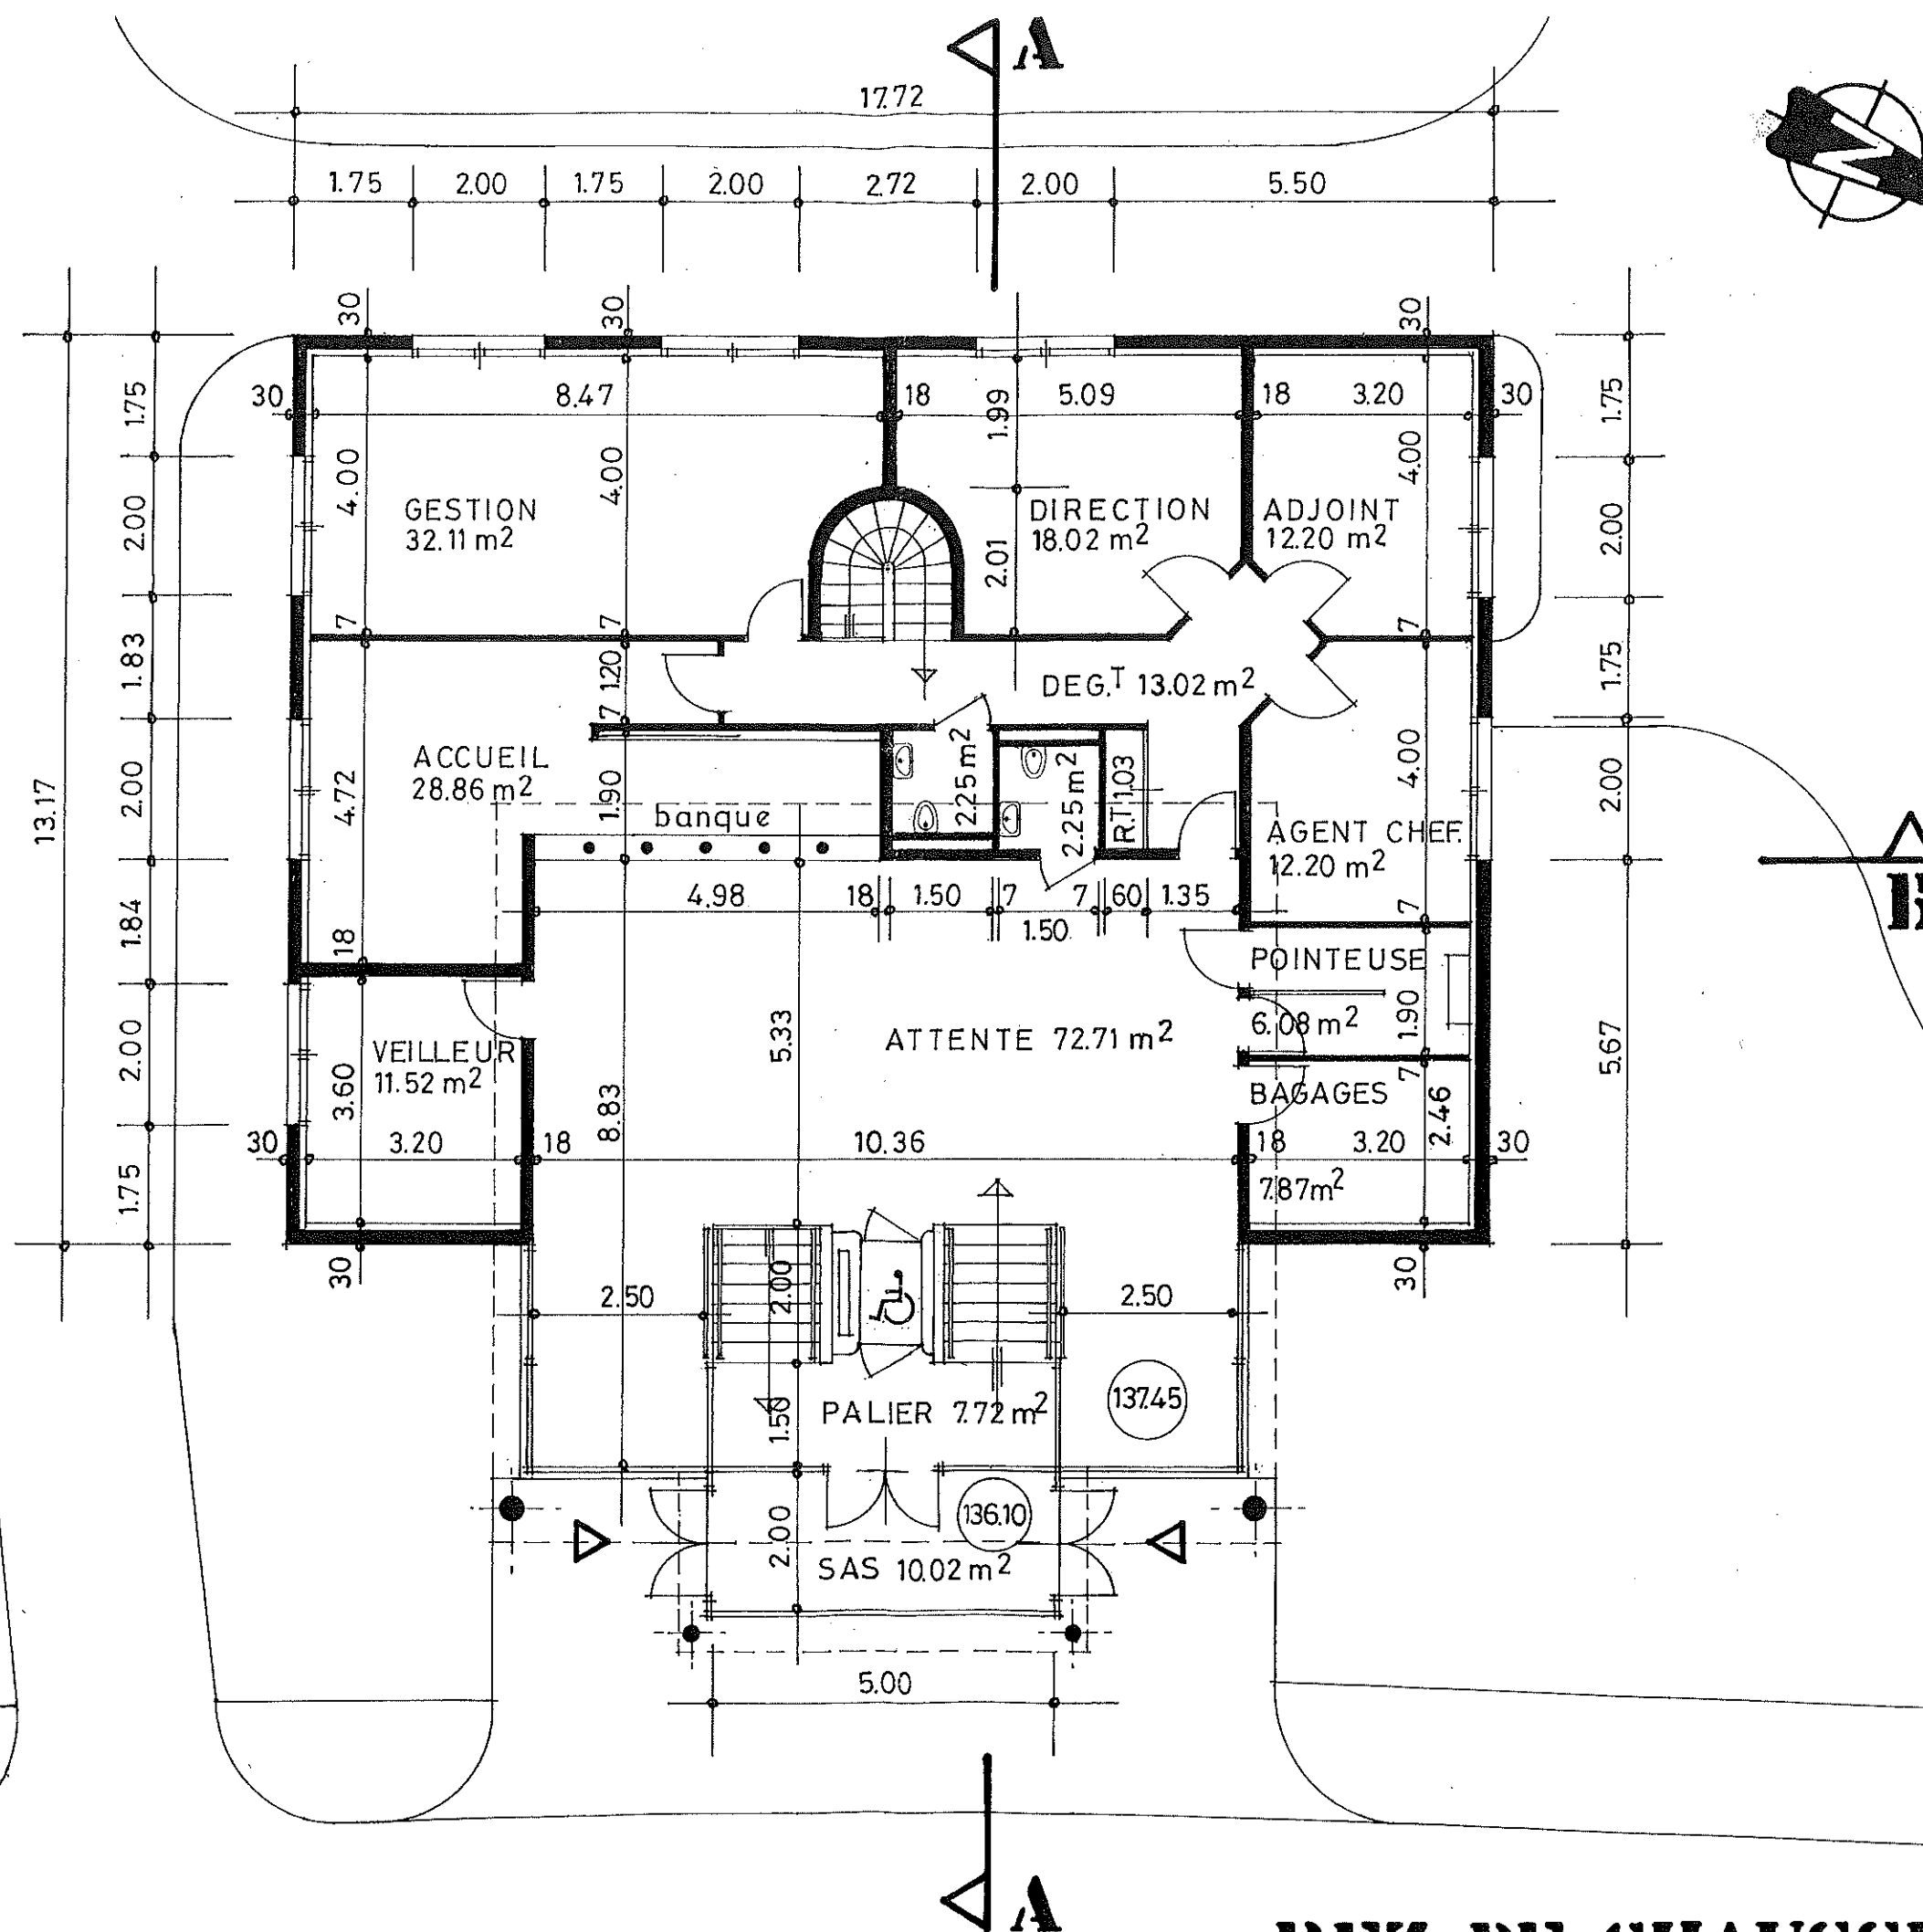 A
17.72
1.75 2.00 1.75 2.00 2.72 2.00 5.50
N
30 30 30
30 8.47 18 5.09 18 3.20 30
1.75 4.00 4.00 1.99 4.00 1.75
GESTION
32.11 m2
DIRECTION
18.02 m2
ADJOINT
12.20 m2
2.00 2.01 2.00
7 7 7
1.83 1.20 1.75
DEG.T 13.02 m2
7
ACCUEIL
28.86 m2
13.17 2.00 4.72 1.90 2.25 m2 2.25 m2 R.T 1.03 4.00 2.00
banque
AGENT CHEF.
12.20 m2
4.98 18 1.50 7 7 60 1.35 7
1.50
1.84 18
POINTEUSE
6.08 m2
1.90
5.33
ATTENTE 72.71 m2
5.67
VEILLEUR
11.52 m2
2.00 3.60 8.83 7
BAGAGES
2.46
30 3.20 18 10.36 18 3.20 30
7.87 m2
1.75
30 30
2.50 2.00 2.50
137.45
1.50
PALIER 7.72 m2
136.10
2.00
SAS 10.02 m2
5.00
A